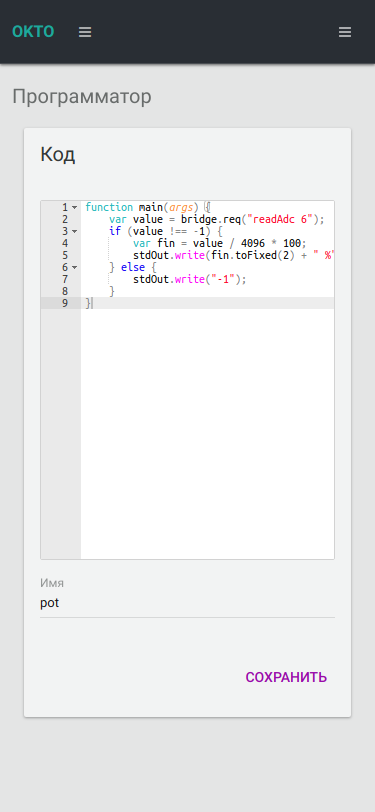 OKTO
Программатор
Код
1 function main(args) {
2 var value = bridge.req("readAdc 6");
3 if (value !== -1) {
4 var fin = value / 4096 * 100;
5 stdOut.write(fin.toFixed(2) + " %"
6 } else {
7 stdOut.write("-1");
8 }
9 }
Имя
pot
СОХРАНИТЬ